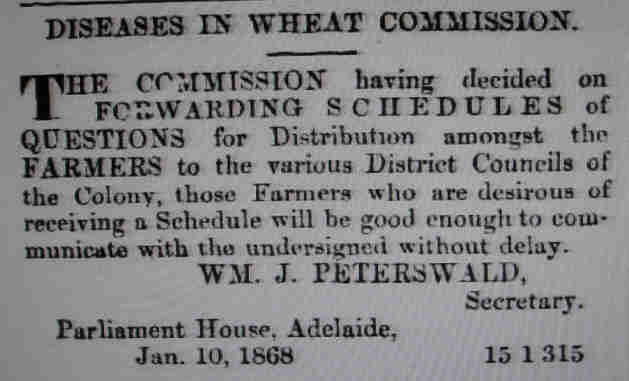 DISEASES IN WHEAT COMMISSION.
THE COMMISSION having decided on
FORWARDING SCHEDULES of
QUESTIONS for Distribution amongst the
FARMERS to the various District Councils of
the Colony, those Farmers who are desirous of
receiving a Schedule will be good enough to com-
municate with the undersigned without delay.
WM. J. PETERSWALD,
Secretary.
Parliament House, Adelaide,
Jan. 10, 1868 15 1 315